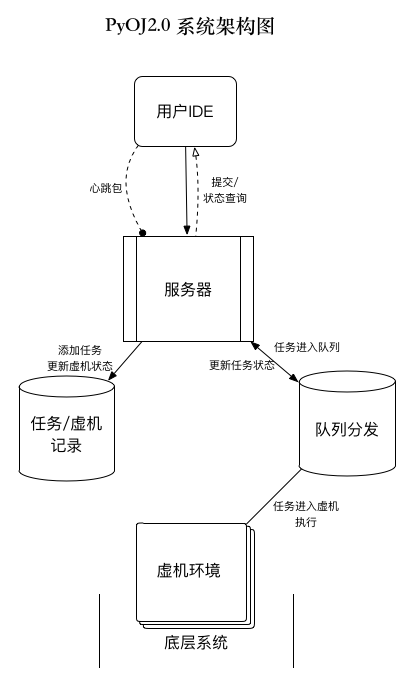 PyOJ2.0 系统架构图
用户IDE
心跳包
提交/
状态查询
服务器
添加任务
更新虚机状态
任务进入队列
更新任务状态
任务/虚机
记录
队列分发
任务进入虚机
执行
虚机环境
底层系统